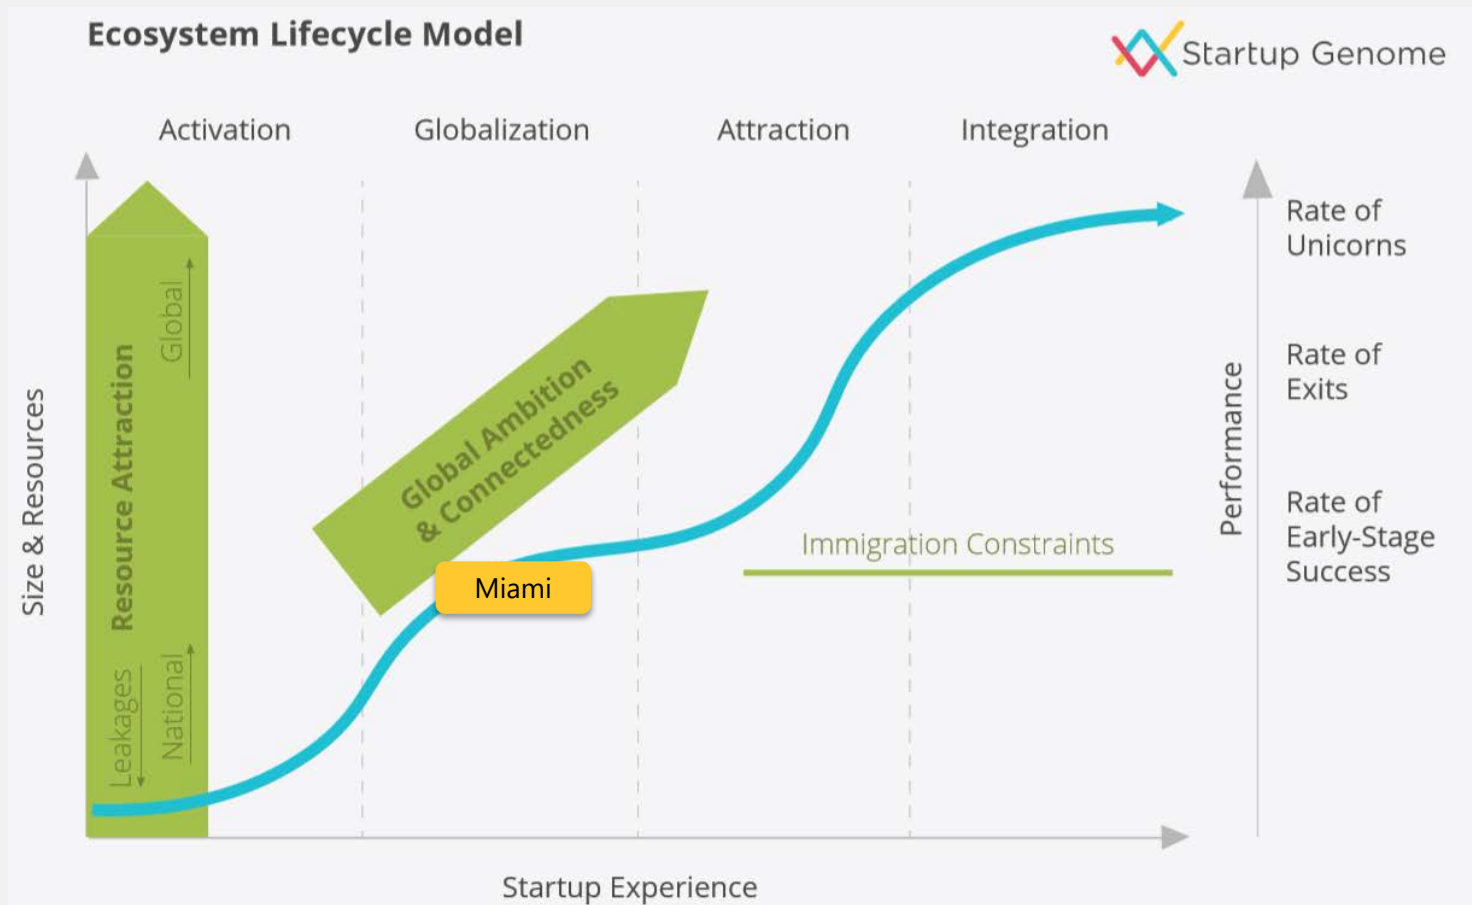 Ecosystem Lifecycle Model
Startup Genome
Activation
Globalization
Attraction
Integration
Size & Resources
Resource Attraction
Global
Leakages
National
Global Ambition
& Connectedness
Miami
Immigration Constraints
Performance
Rate of
Unicorns
Rate of
Exits
Rate of
Early-Stage
Success
Startup Experience